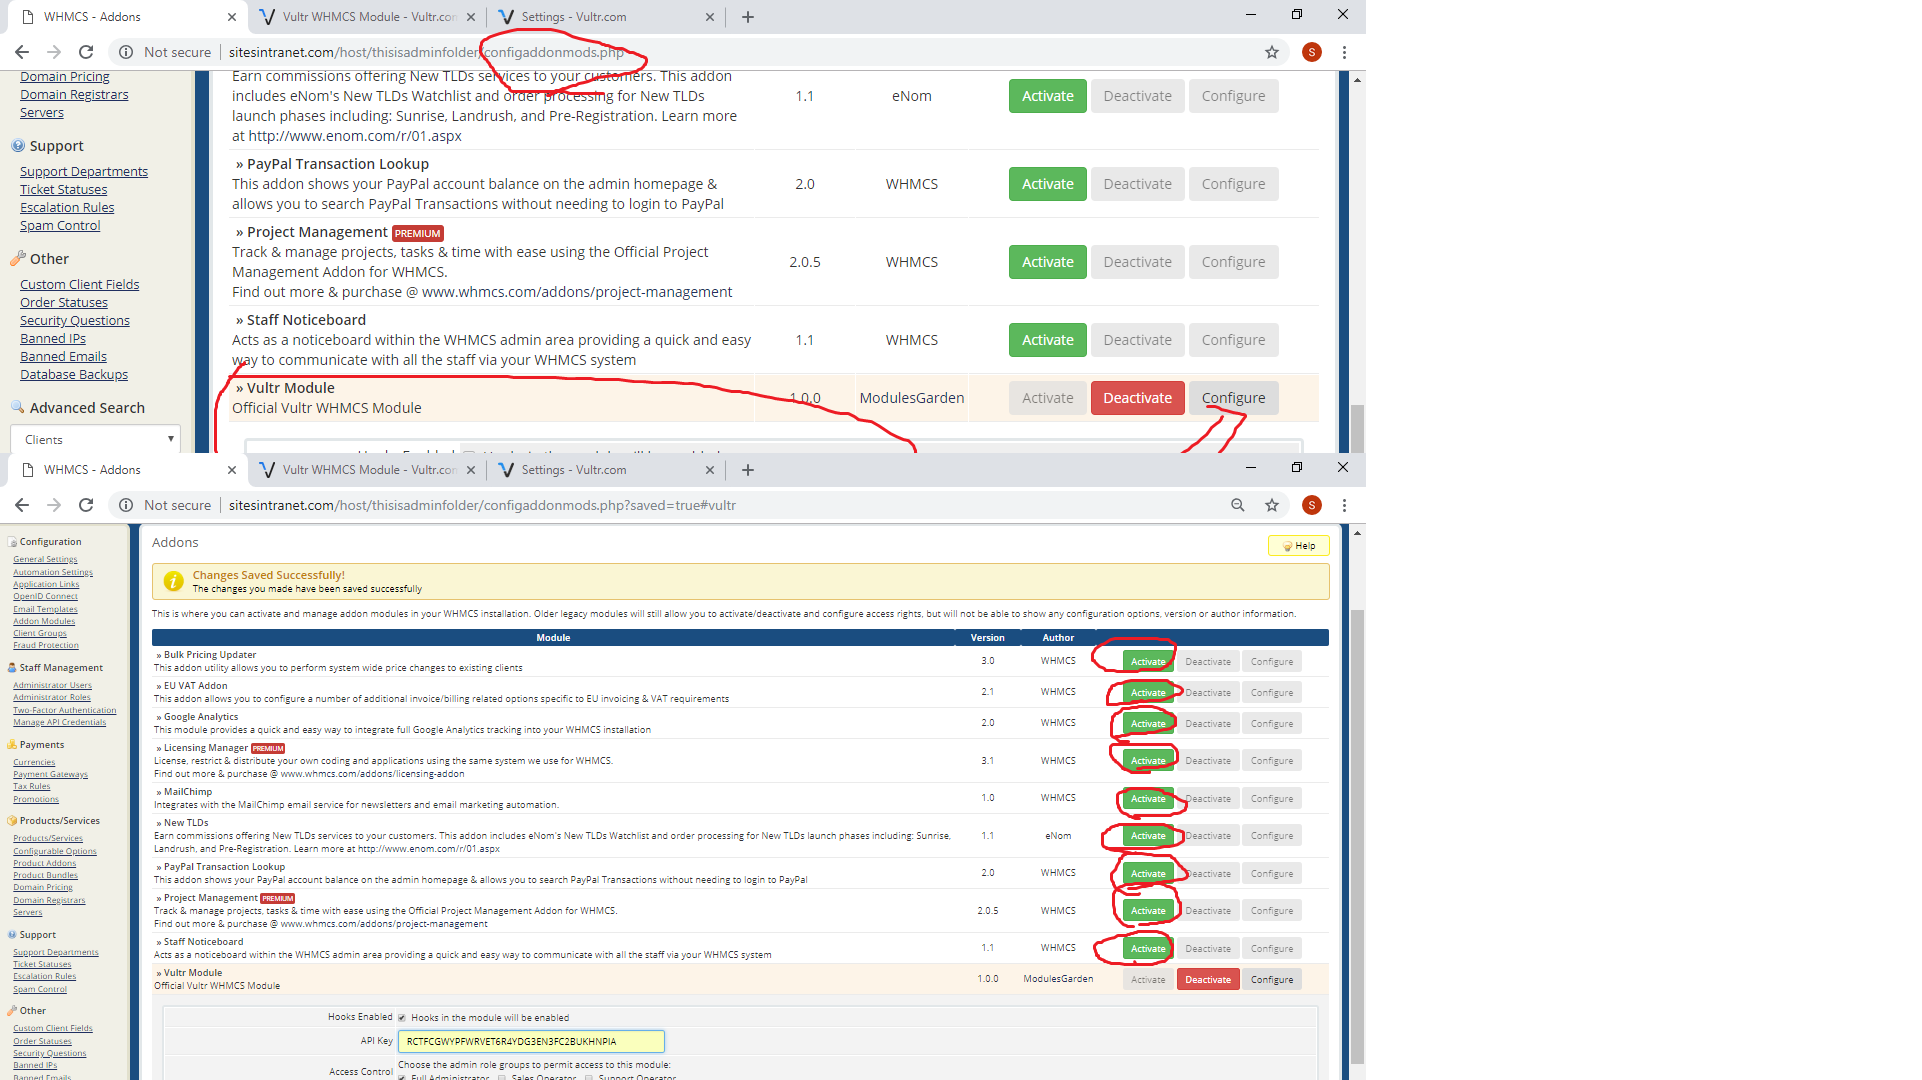 WHMCS - Addons
Vultr WHMCS Module - Vultr.co
Settings - Vultr.com
Not secure
sitesintranet.com/host/thisisadminfolder/configaddonmods.php
Domain Pricing
Domain Registrars
Servers
Support
Support Departments
Ticket Statuses
Escalation Rules
Spam Control
Other
Custom Client Fields
Order Statuses
Security Questions
Banned IPs
Banned Emails
Database Backups
Advanced Search
Clients
Earn commissions offering New TLDs services to your customers. This addon
includes eNom's New TLDs Watchlist and order processing for New TLDs
launch phases including: Sunrise, Landrush, and Pre-Registration. Learn more
at http://www.enom.com/r/01.aspx
1.1 eNom Activate Deactivate Configure
» PayPal Transaction Lookup
This addon shows your PayPal account balance on the admin homepage &
allows you to search PayPal Transactions without needing to login to PayPal
2.0 WHMCS Activate Deactivate Configure
» Project Management PREMIUM
Track & manage projects, tasks & time with ease using the Official Project
Management Addon for WHMCS.
Find out more & purchase @ www.whmcs.com/addons/project-management
2.0.5 WHMCS Activate Deactivate Configure
» Staff Noticeboard
Acts as a noticeboard within the WHMCS admin area providing a quick and easy
way to communicate with all the staff via your WHMCS system
1.1 WHMCS Activate Deactivate Configure
» Vultr Module
Official Vultr WHMCS Module
1.0.0 ModulesGarden Activate Deactivate Configure
WHMCS - Addons
Vultr WHMCS Module - Vultr.co
Settings - Vultr.com
Not secure
sitesintranet.com/host/thisisadminfolder/configaddonmods.php?saved=true#vultr
S
Configuration
General Settings
Automation Settings
Application Links
OpenID Connect
Email Templates
Addon Modules
Client Groups
Fraud Protection
Staff Management
Administrator Users
Administrator Roles
Two-Factor Authentication
Manage API Credentials
Payments
Currencies
Payment Gateways
Tax Rules
Promotions
Products/Services
Products/Services
Configurable Options
Product Addons
Product Bundles
Domain Pricing
Domain Registrars
Servers
Support
Support Departments
Ticket Statuses
Escalation Rules
Spam Control
Other
Custom Client Fields
Order Statuses
Security Questions
Banned IPs
Banned Emails
Addons
Help
Changes Saved Successfully!
The changes you made have been saved successfully
This is where you can activate and manage addon modules in your WHMCS installation. Older legacy modules will still allow you to activate/deactivate and configure access rights, but will not be able to show any configuration options, version or author information.
Module Version Author
» Bulk Pricing Updater
This addon utility allows you to perform system wide price changes to existing clients
3.0 WHMCS Activate Deactivate Configure
» EU VAT Addon
This addon allows you to configure a number of additional invoice/billing related options specific to EU invoicing & VAT requirements
2.1 WHMCS Activate Deactivate Configure
» Google Analytics
This module provides a quick and easy way to integrate full Google Analytics tracking into your WHMCS installation
2.0 WHMCS Activate Deactivate Configure
» Licensing Manager PREMIUM
License, restrict & distribute your own coding and applications using the same system we use for WHMCS.
Find out more & purchase @ www.whmcs.com/addons/licensing-addon
3.1 WHMCS Activate Deactivate Configure
» MailChimp
Integrates with the MailChimp email service for newsletters and email marketing automation.
1.0 WHMCS Activate Deactivate Configure
» New TLDs
Earn commissions offering New TLDs services to your customers. This addon includes eNom's New TLDs Watchlist and order processing for New TLDs launch phases including: Sunrise,
Landrush, and Pre-Registration. Learn more at http://www.enom.com/r/01.aspx
1.1 eNom Activate Deactivate Configure
» PayPal Transaction Lookup
This addon shows your PayPal account balance on the admin homepage & allows you to search PayPal Transactions without needing to login to PayPal
2.0 WHMCS Activate Deactivate Configure
» Project Management PREMIUM
Track & manage projects, tasks & time with ease using the Official Project Management Addon for WHMCS.
Find out more & purchase @ www.whmcs.com/addons/project-management
2.0.5 WHMCS Activate Deactivate Configure
» Staff Noticeboard
Acts as a noticeboard within the WHMCS admin area providing a quick and easy way to communicate with all the staff via your WHMCS system
1.1 WHMCS Activate Deactivate Configure
» Vultr Module
Official Vultr WHMCS Module
1.0.0 ModulesGarden Activate Deactivate Configure
Hooks Enabled Hooks in the module will be enabled
API Key RCTFCGWYPFWRVET6R4YDG3EN3FC2BUKHNPIA
Access Control Choose the admin role groups to permit access to this module:
Full Administrator Sales Operator Support Operator